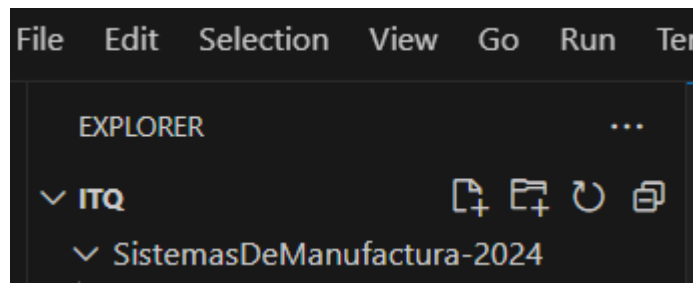 File Edit Selection View Go Run
EXPLORER
ITQ
SistemasDeManufactura-2024